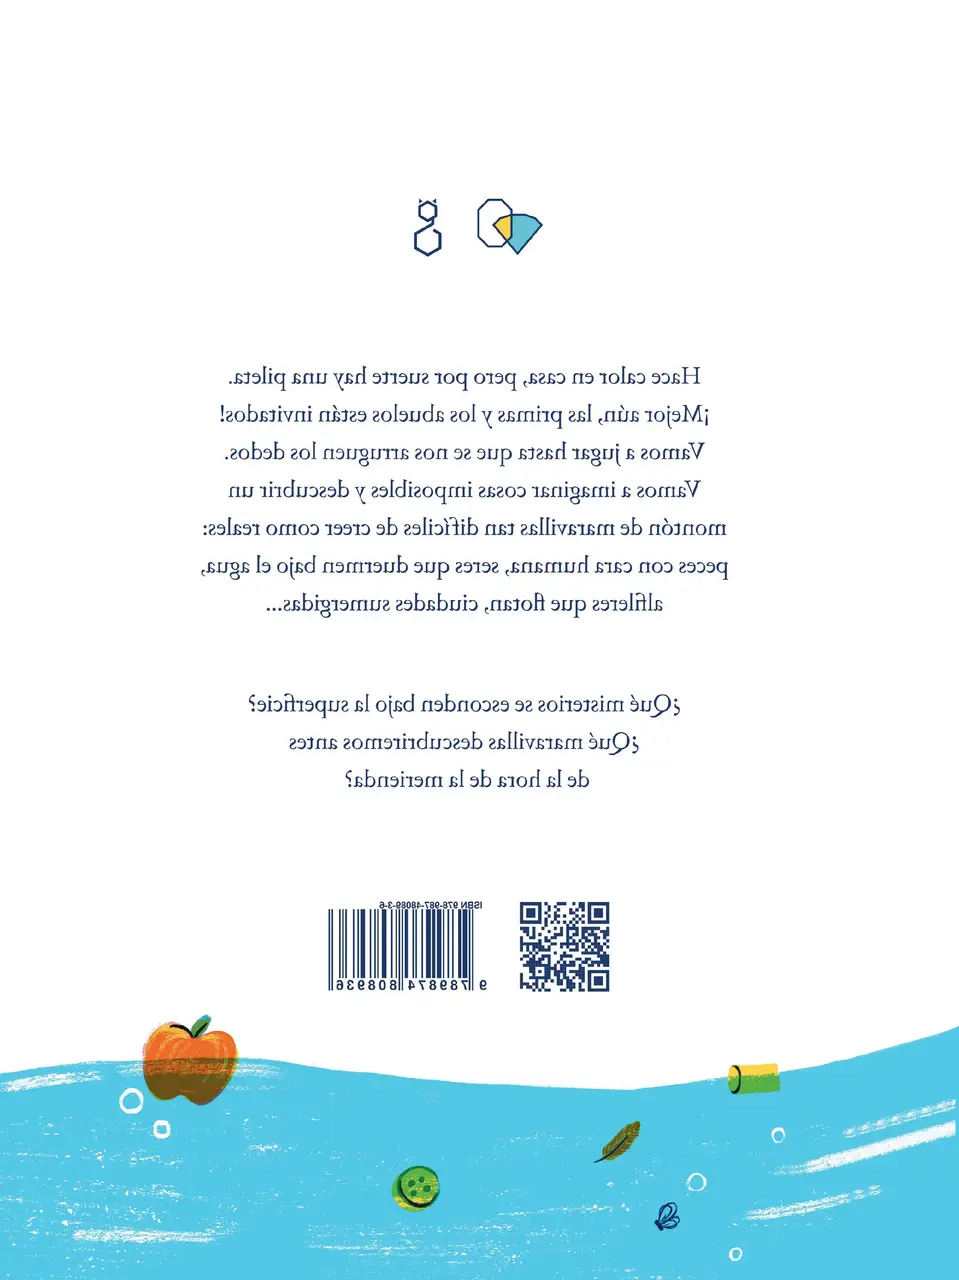 Hace calor en casa, pero por suerte hay una pileta.
¡Mejor aún, las primas y los abuelos están invitados!
Vamos a jugar hasta que se nos arruguen los dedos.
Vamos a imaginar cosas imposibles y descubrir un
montón de maravillas tan difíciles de creer como reales:
peces con cara humana, seres que duermen bajo el agua,
alfileres que flotan, ciudades sumergidas...
¿Qué misterios se esconden bajo la superficie?
¿Qué maravillas descubriremos antes
de la hora de la merienda?
ISBN 978-987-48089-3-6
9 789874 808936